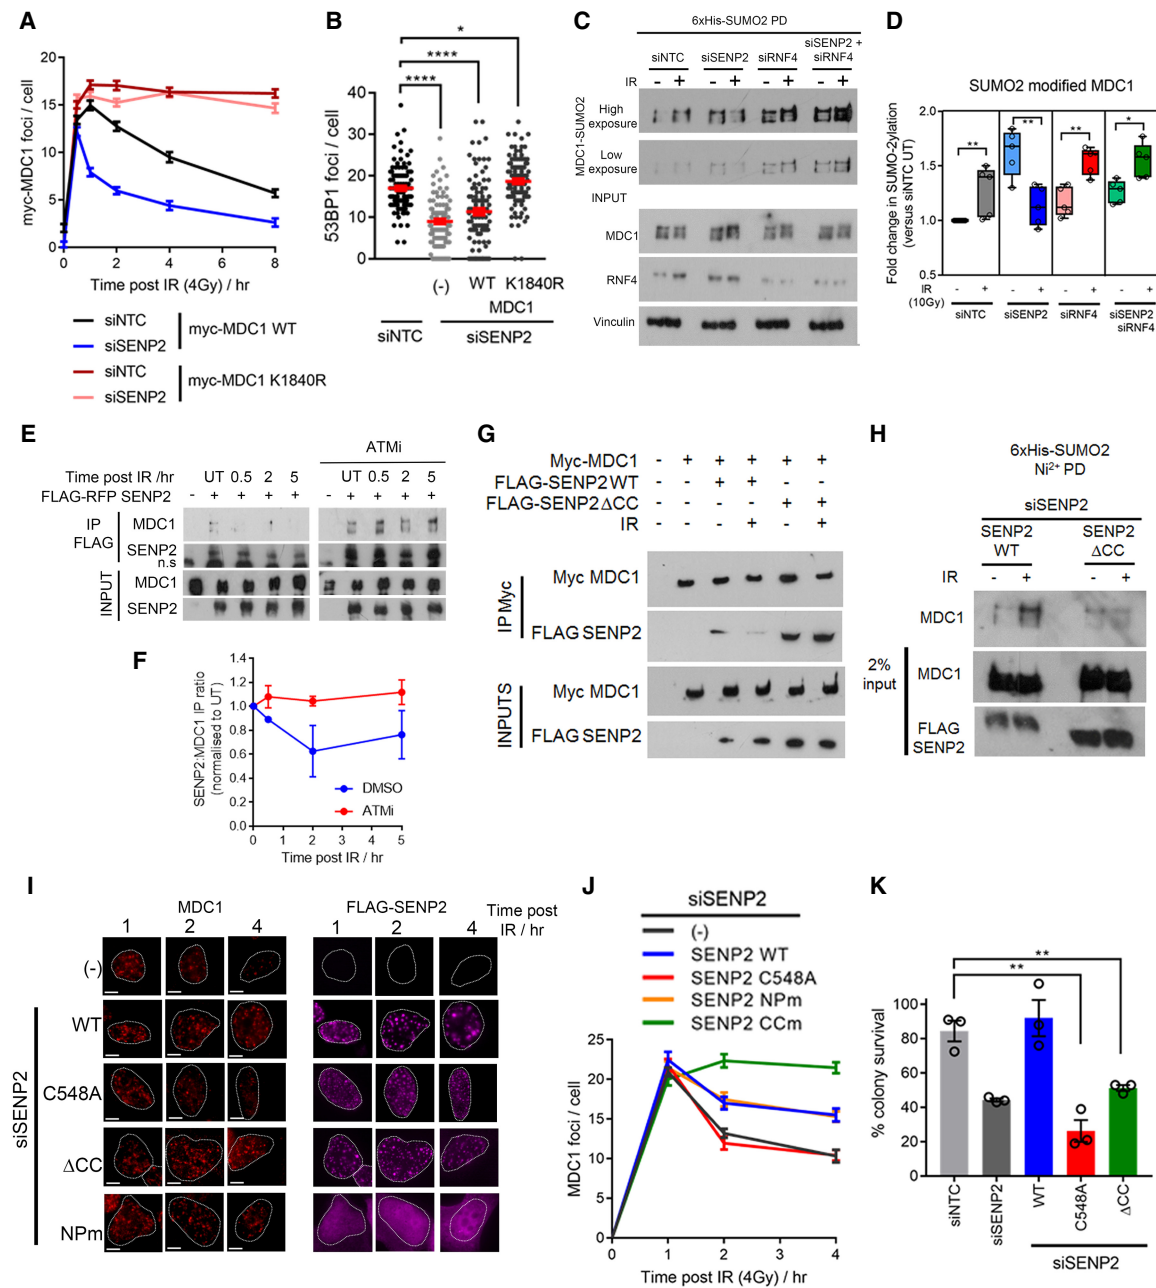 A
myc-MDC1 foci / cell
20
15
10
5
0
0 2 4 6 8
Time post IR (4Gy) / hr
siNTC
siSENP2
myc-MDC1 WT
siNTC
siSENP2
myc-MDC1 K1840R
B
53BP1 foci / cell
40
30
20
10
0
*
****
****
(-) WT K1840R
MDC1
siNTC siSENP2
C
6xHis-SUMO2 PD
siNTC siSENP2 siRNF4 siSENP2 + siRNF4
IR - + - + - + - +
MDC1-SUMO2
High exposure
Low exposure
INPUT
MDC1
RNF4
Vinculin
D
SUMO2 modified MDC1
Fold change in SUMO-2ylation
(versus siNTC UT)
2.0
1.5
1.0
0.5
** ** ** *
IR (10Gy) - + - + - + - +
siNTC siSENP2 siRNF4 siSENP2 siRNF4
E
ATMi
Time post IR /hr UT 0.5 2 5 UT 0.5 2 5
FLAG-RFP SENP2 - + + + + - + + + +
IP FLAG
MDC1
SENP2
n.s
INPUT
MDC1
SENP2
F
SENP2:MDC1 IP ratio
(normalised to UT)
1.4
1.2
1.0
0.8
0.6
0.4
0.2
0.0
DMSO
ATMi
0 1 2 3 4 5
Time post IR / hr
G
Myc-MDC1 - + + + + +
FLAG-SENP2 WT - - + + - -
FLAG-SENP2 ΔCC - - - - + +
IR - - - + - +
IP Myc
Myc MDC1
FLAG SENP2
INPUTS
Myc MDC1
FLAG SENP2
H
6xHis-SUMO2
Ni2+ PD
siSENP2
SENP2 WT SENP2 ΔCC
IR - + - +
MDC1
2% input
MDC1
FLAG SENP2
I
MDC1 FLAG-SENP2 Time post IR / hr
1 2 4 1 2 4
(-)
siSENP2
WT
C548A
ΔCC
NPm
J
siSENP2
(-)
SENP2 WT
SENP2 C548A
SENP2 NPm
SENP2 CCm
MDC1 foci / cell
25
20
15
10
5
0
0 1 2 3 4
Time post IR (4Gy) / hr
K
% colony survival
**
**
100
80
60
40
20
0
siNTC siSENP2 WT C548A ΔCC
siSENP2